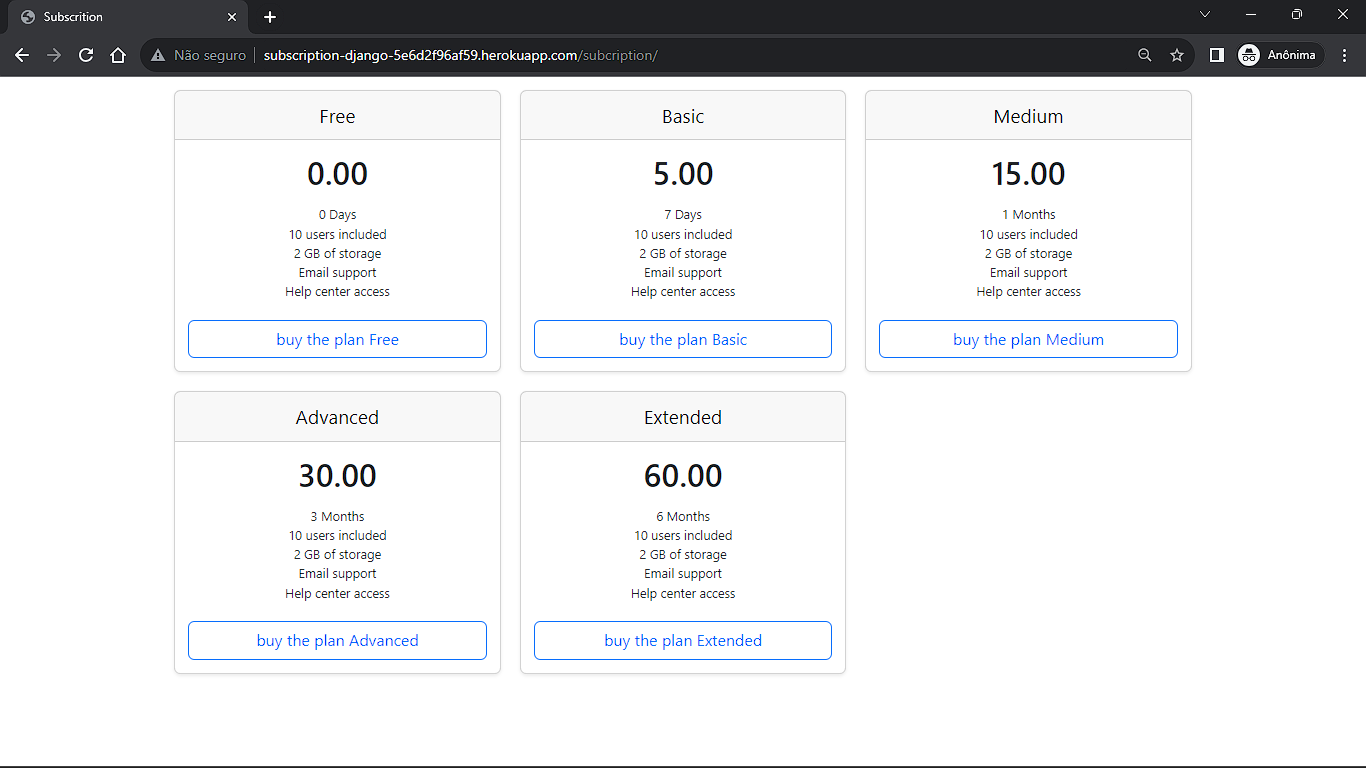 Subscrition
Não seguro
subscription-django-5e6d2f96af59.herokuapp.com/subcription/
Anônima
Free
0.00
0 Days
10 users included
2 GB of storage
Email support
Help center access
buy the plan Free
Basic
5.00
7 Days
10 users included
2 GB of storage
Email support
Help center access
buy the plan Basic
Medium
15.00
1 Months
10 users included
2 GB of storage
Email support
Help center access
buy the plan Medium
Advanced
30.00
3 Months
10 users included
2 GB of storage
Email support
Help center access
buy the plan Advanced
Extended
60.00
6 Months
10 users included
2 GB of storage
Email support
Help center access
buy the plan Extended